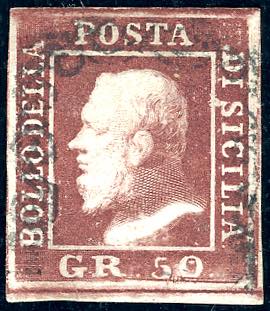 BOLLO DELLA
POSTA
DI SICILIA
GR 50